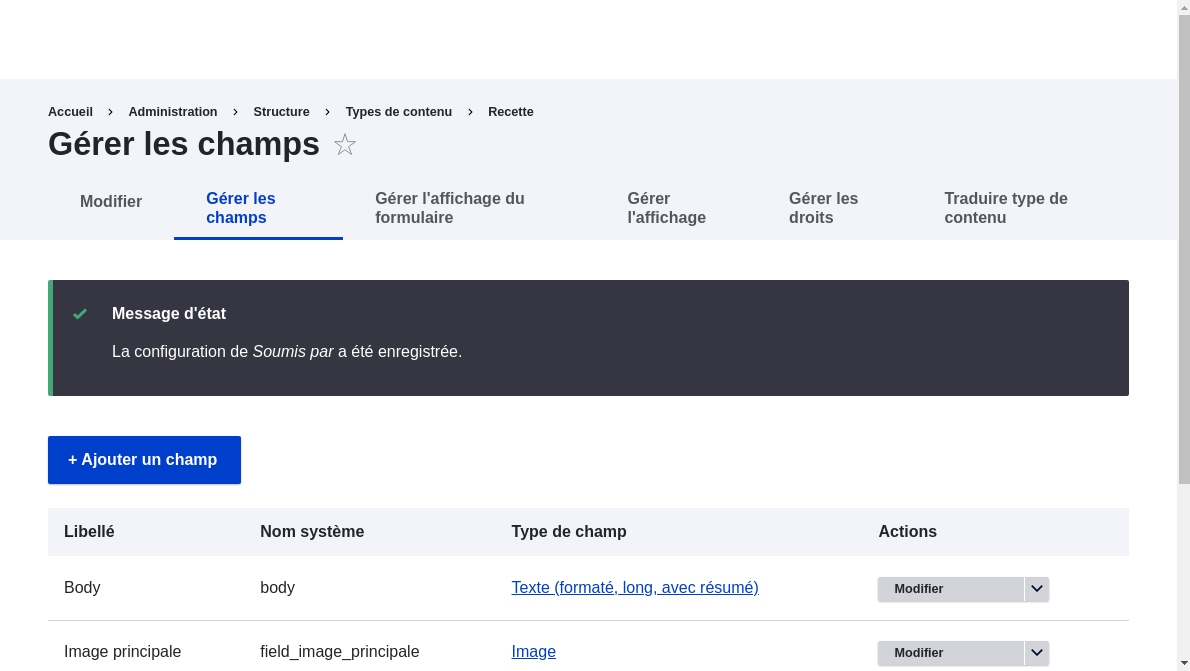 Accueil > Administration > Structure > Types de contenu > Recette
Gérer les champs ☆
Modifier
Gérer les
champs
Gérer l'affichage du
formulaire
Gérer
l'affichage
Gérer les
droits
Traduire type de
contenu
Message d'état
La configuration de Soumis par a été enregistrée.
+ Ajouter un champ
Libellé Nom système Type de champ Actions
Body body Texte (formaté, long, avec résumé) Modifier
Image principale field_image_principale Image Modifier